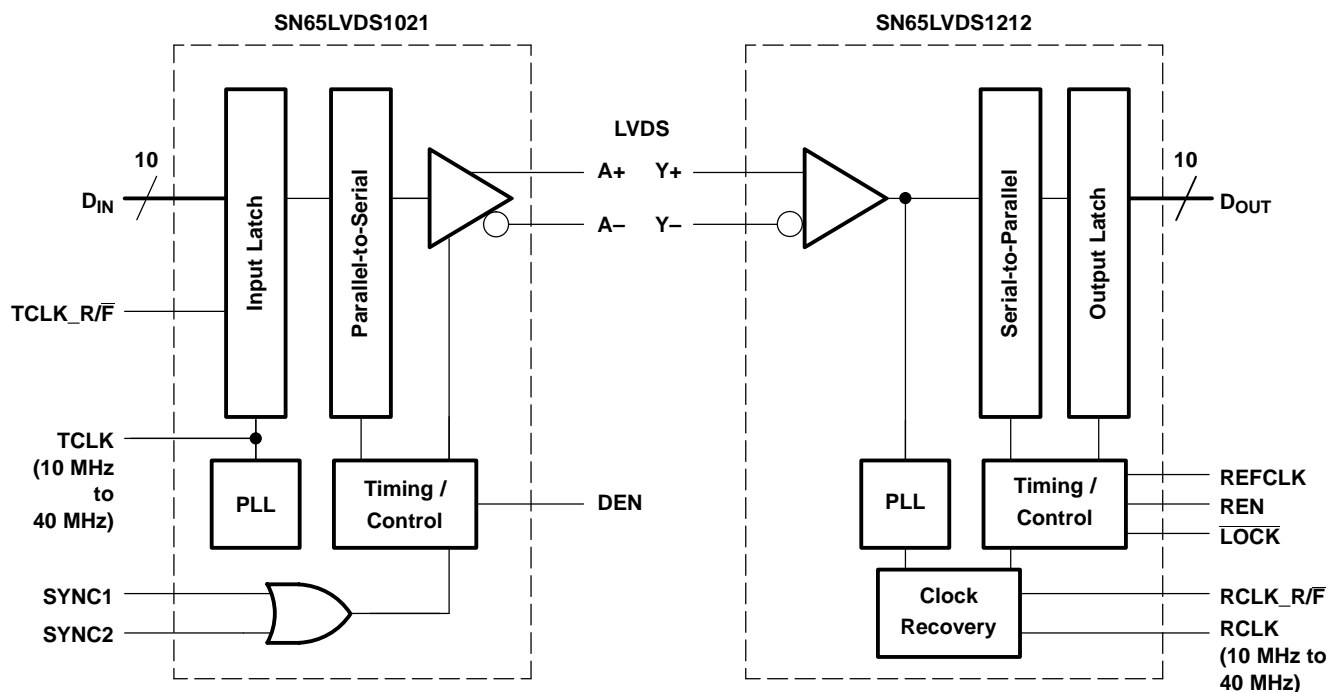 SN65LVDS1021
SN65LVDS1212
LVDS
10
D_IN
TCLK_R/F̅
TCLK
(10 MHz
to
40 MHz)
SYNC1
SYNC2
Input Latch
Parallel-to-Serial
PLL
Timing /
Control
DEN
A+
A–
Y+
Y–
Serial-to-Parallel
Output Latch
10
D_OUT
PLL
Timing /
Control
Clock
Recovery
REFCLK
REN
L̅O̅C̅K̅
RCLK_R/F̅
RCLK
(10 MHz to
40 MHz)